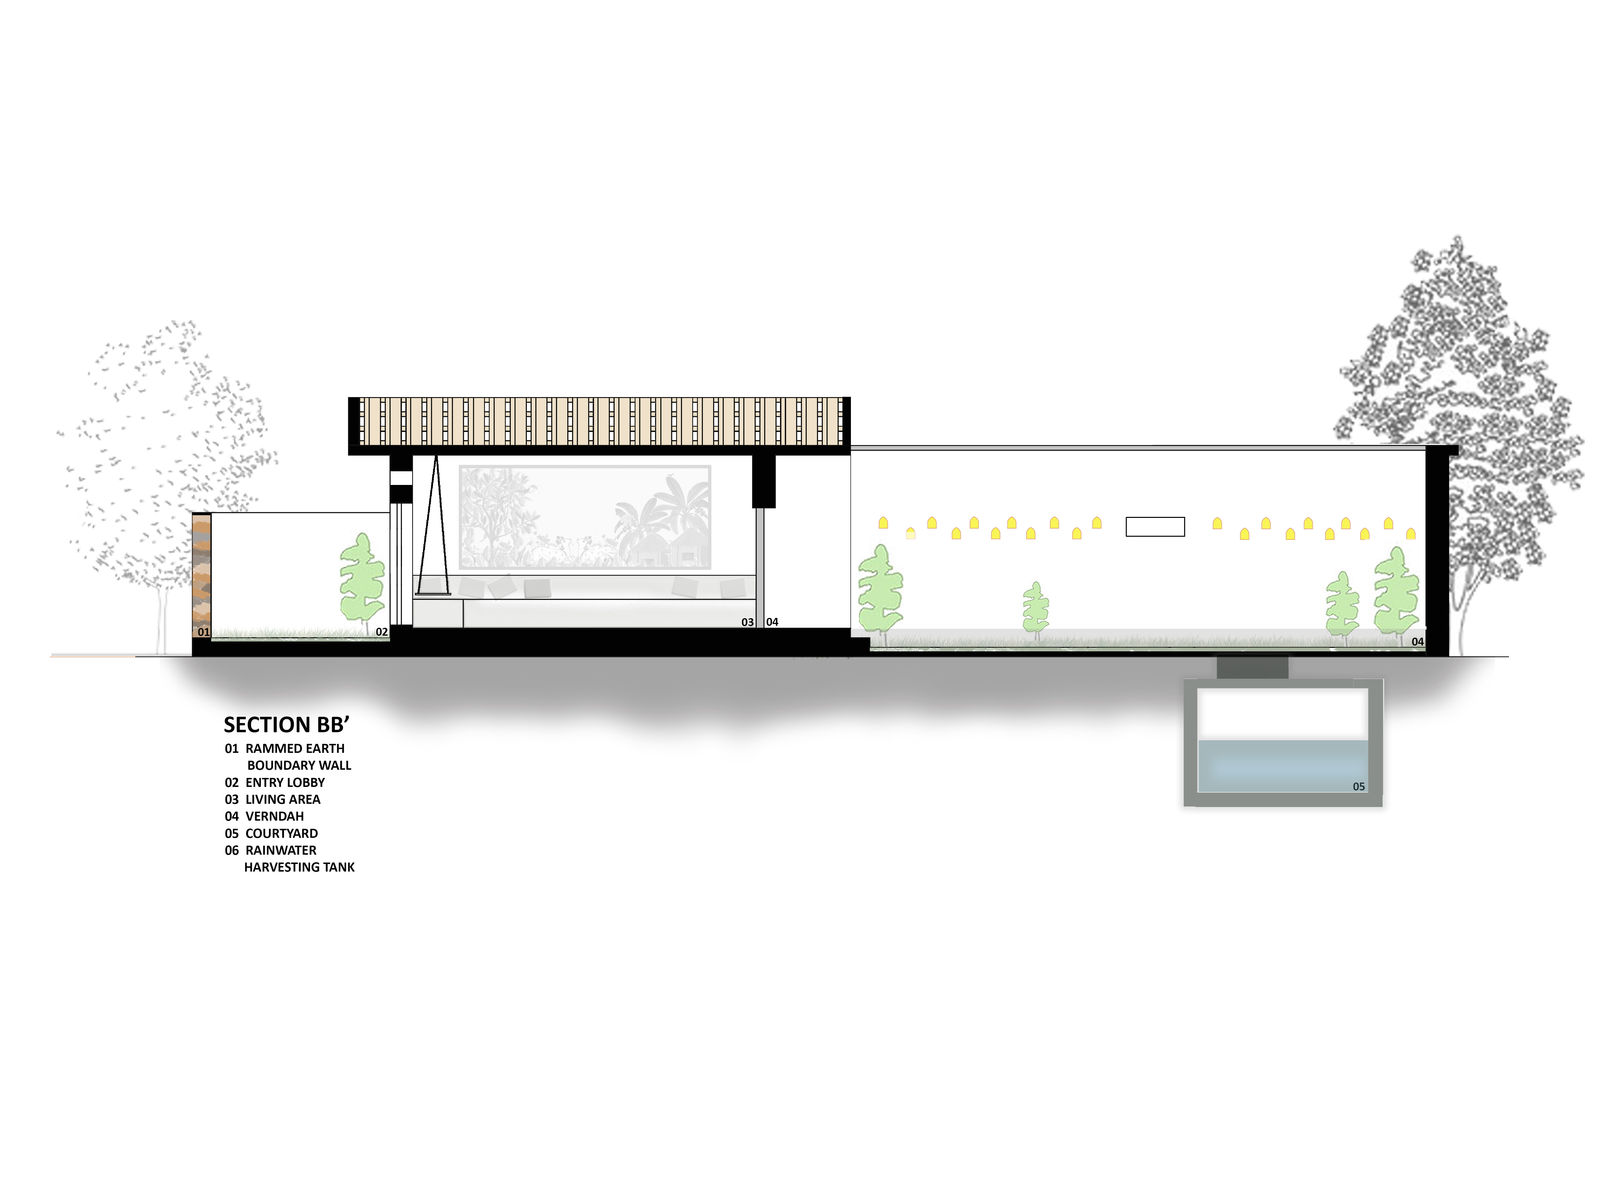 01
02
03
04
04
05
SECTION BB’
01 RAMMED EARTH
BOUNDARY WALL
02 ENTRY LOBBY
03 LIVING AREA
04 VERNDAH
05 COURTYARD
06 RAINWATER
HARVESTING TANK